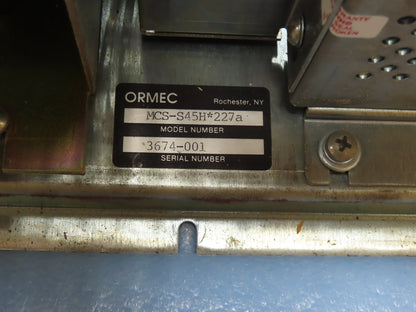 ORMEC Rochester, NY
MCS-S45H*227a
MODEL NUMBER
3674-001
SERIAL NUMBER